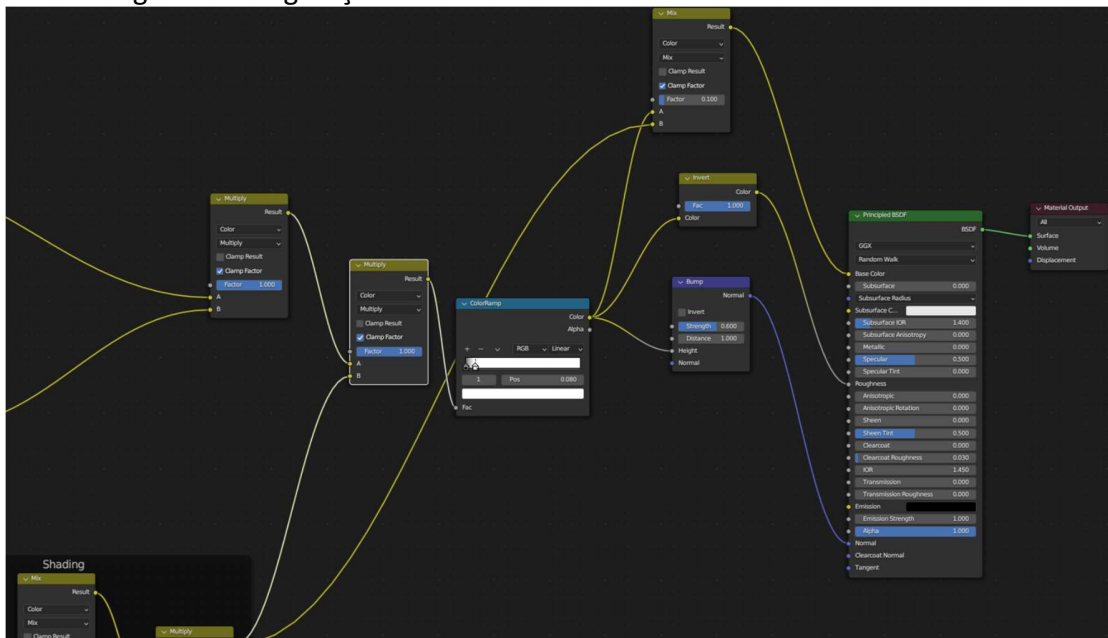 Mix
Result
Color
Mix
Clamp Result
Clamp Factor
Factor 0.100
A
B
Multiply
Result
Color
Multiply
Clamp Result
Clamp Factor
Factor 1.000
A
B
Multiply
Result
Color
Multiply
Clamp Result
Clamp Factor
Factor 1.000
A
B
ColorRamp
Color
Alpha
RGB Linear
1 Pos 0.080
Fac
Invert
Color
Fac 1.000
Color
Bump
Normal
Invert
Strength 0.600
Distance 1.000
Height
Normal
Principled BSDF
BSDF
GGX
Random Walk
Base Color
Subsurface 0.000
Subsurface Radius
Subsurface C...
Subsurface IOR 1.400
Subsurface Anisotropy 0.000
Metallic 0.000
Specular 0.500
Specular Tint 0.000
Roughness
Anisotropic 0.000
Anisotropic Rotation 0.000
Sheen 0.000
Sheen Tint 0.500
Clearcoat 0.000
Clearcoat Roughness 0.030
IOR 1.450
Transmission 0.000
Transmission Roughness 0.000
Emission
Emission Strength 1.000
Alpha 1.000
Normal
Clearcoat Normal
Tangent
Material Output
All
Surface
Volume
Displacement
Shading
Mix
Result
Color
Mix
Clamp Result
Multiply